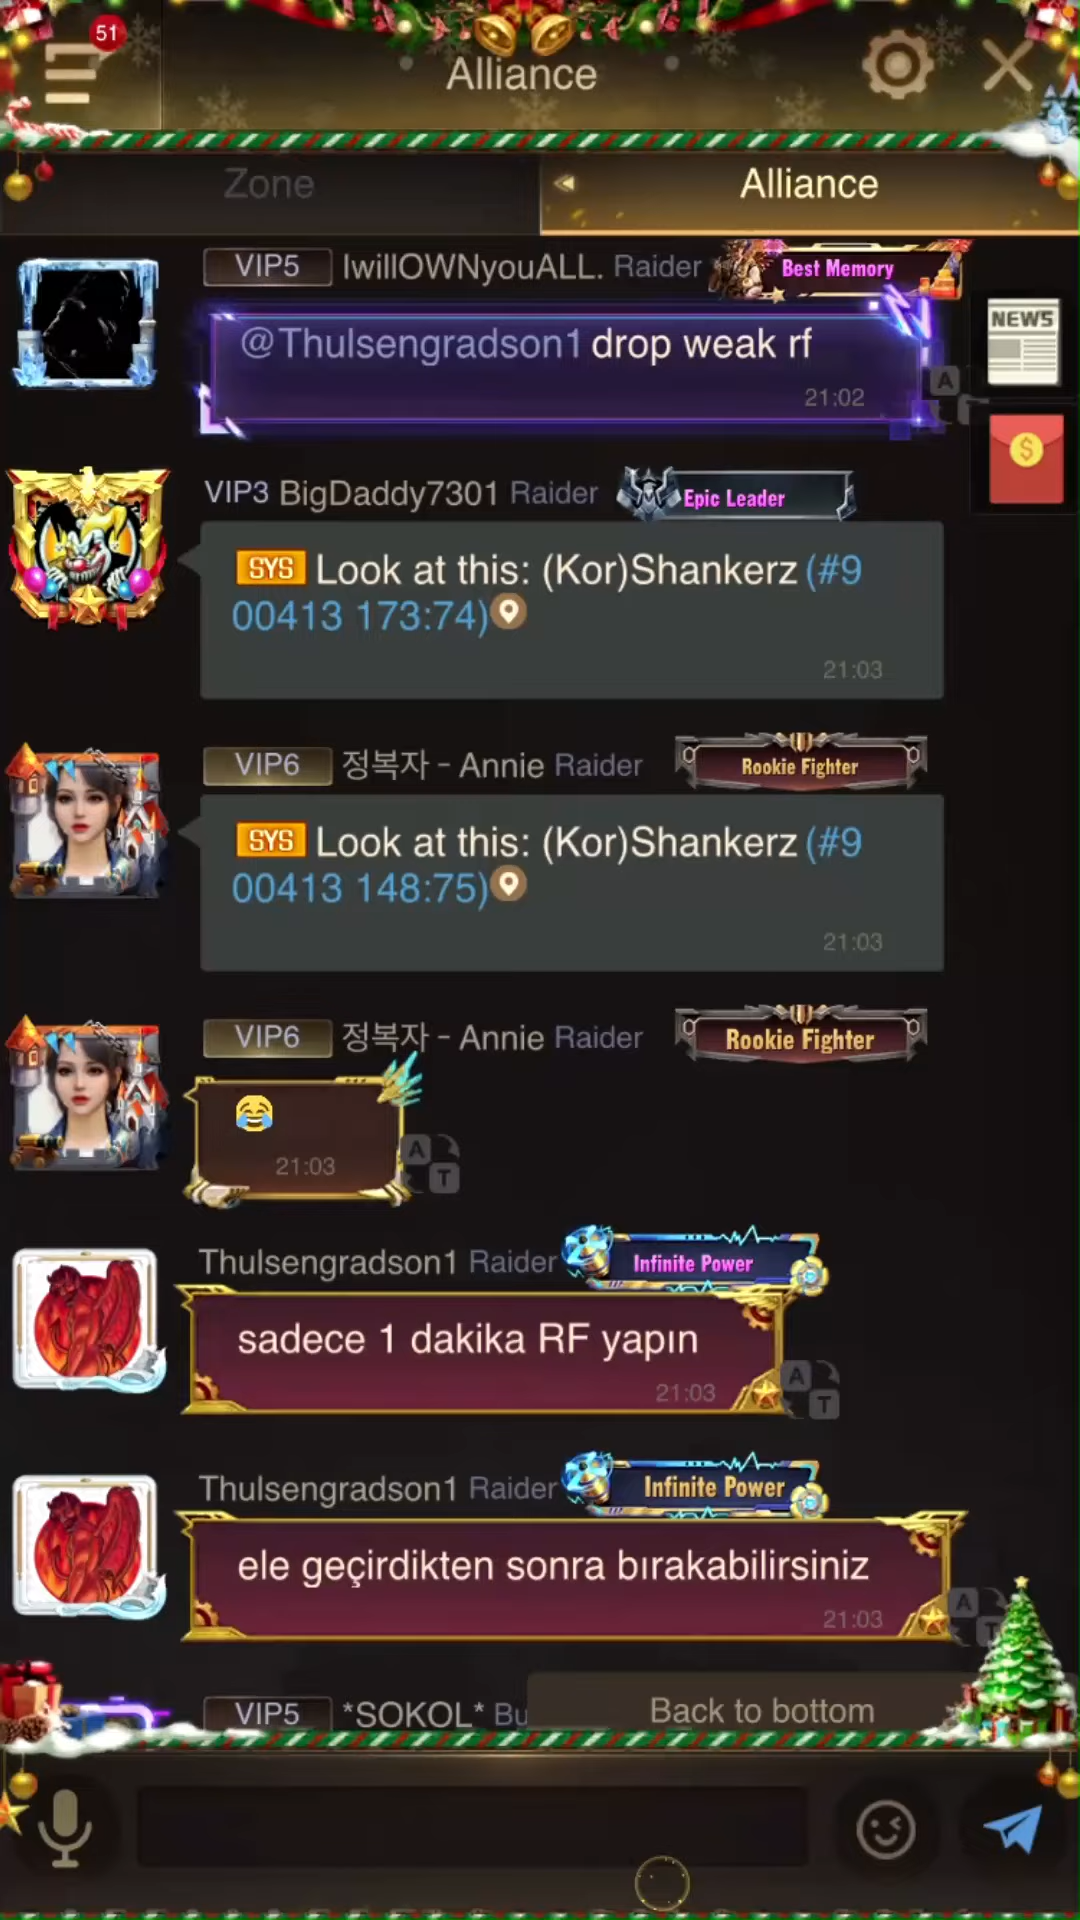 51
Alliance
Zone
Alliance
VIP5 IwillOWNyouALL. Raider Best Memory
@Thulsengradson1 drop weak rf
21:02
NEWS
VIP3 BigDaddy7301 Raider Epic Leader
SYS Look at this: (Kor)Shankerz (#9
00413 173:74)
21:03
VIP6 정복자 - Annie Raider Rookie Fighter
SYS Look at this: (Kor)Shankerz (#9
00413 148:75)
21:03
VIP6 정복자 - Annie Raider Rookie Fighter
😂
21:03
A
T
Thulsengradson1 Raider Infinite Power
sadece 1 dakika RF yapın
21:03
A
T
Thulsengradson1 Raider Infinite Power
ele geçirdikten sonra bırakabilirsiniz
21:03
A
VIP5 *SOKOL* Bu
Back to bottom